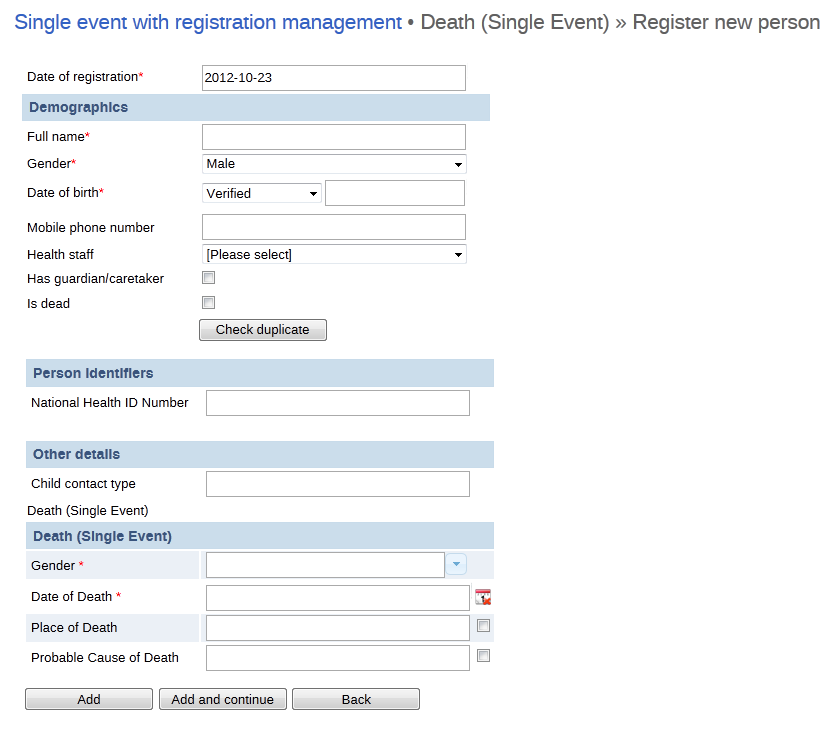 Single event with registration management • Death (Single Event) » Register new person
Date of registration* 2012-10-23
Demographics
Full name*
Gender* Male
Date of birth* Verified
Mobile phone number
Health staff [Please select]
Has guardian/caretaker
Is dead
Check duplicate
Person identifiers
National Health ID Number
Other details
Child contact type
Death (Single Event)
Death (Single Event)
Gender *
Date of Death *
Place of Death
Probable Cause of Death
Add Add and continue Back